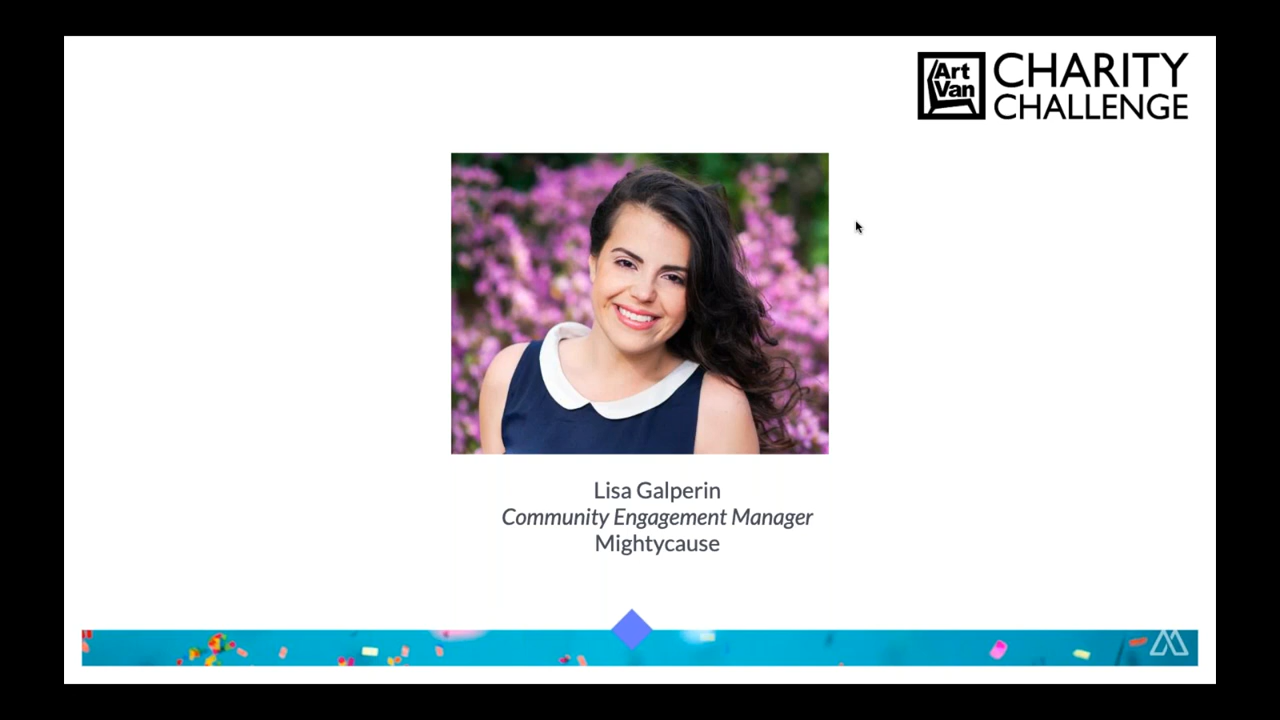 Art
Van
CHARITY
CHALLENGE
Lisa Galperin
Community Engagement Manager
Mightycause